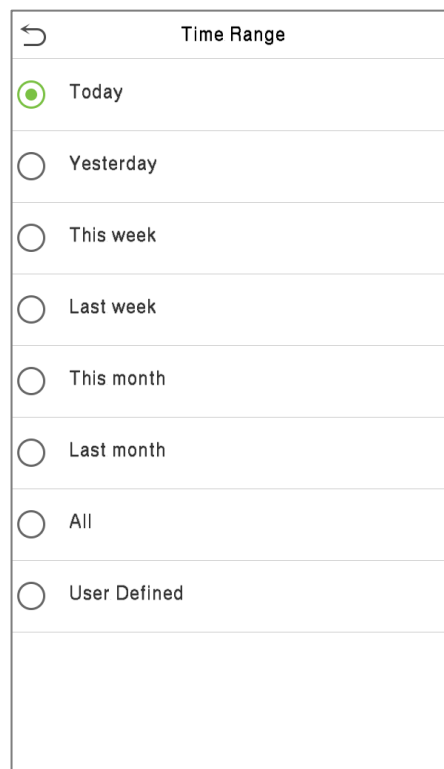 Time Range
Today
Yesterday
This week
Last week
This month
Last month
All
User Defined